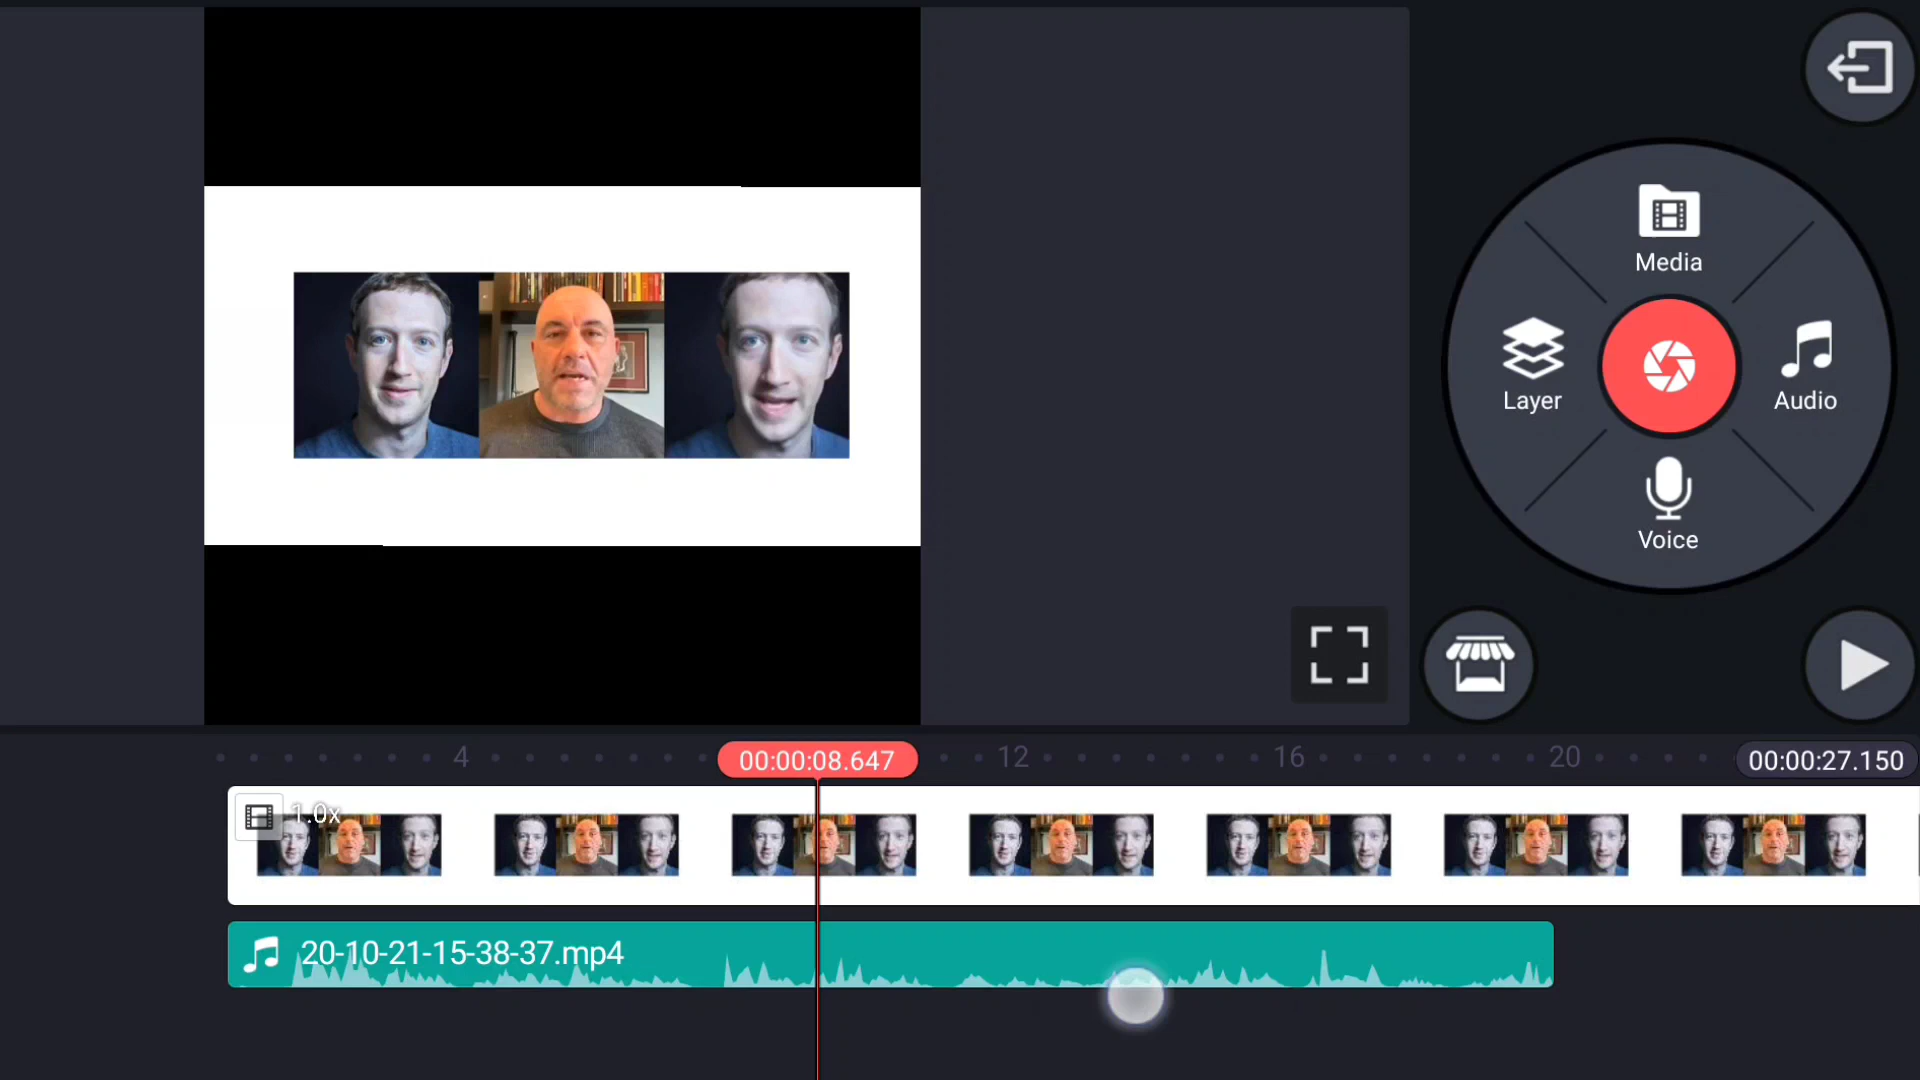 Media
Layer
Audio
Voice
4
00:00:08.647
12
16
20
00:00:27.150
1.0x
20-10-21-15-38-37.mp4